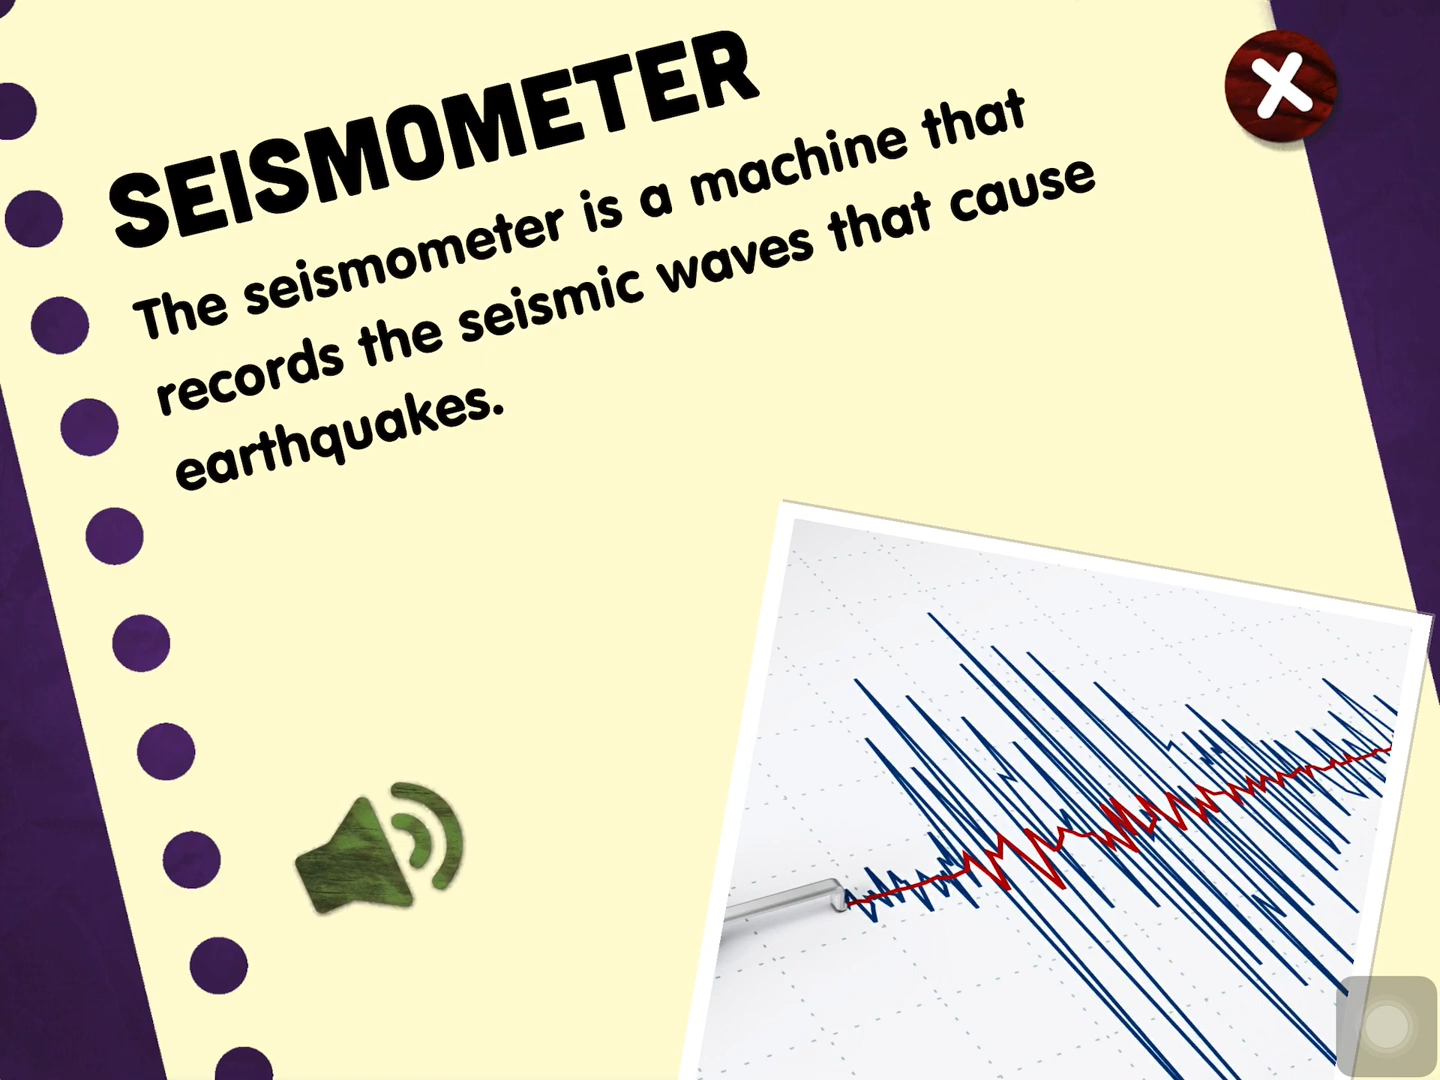 SEISMOMETER
The seismometer is a machine that
records the seismic waves that cause
earthquakes.